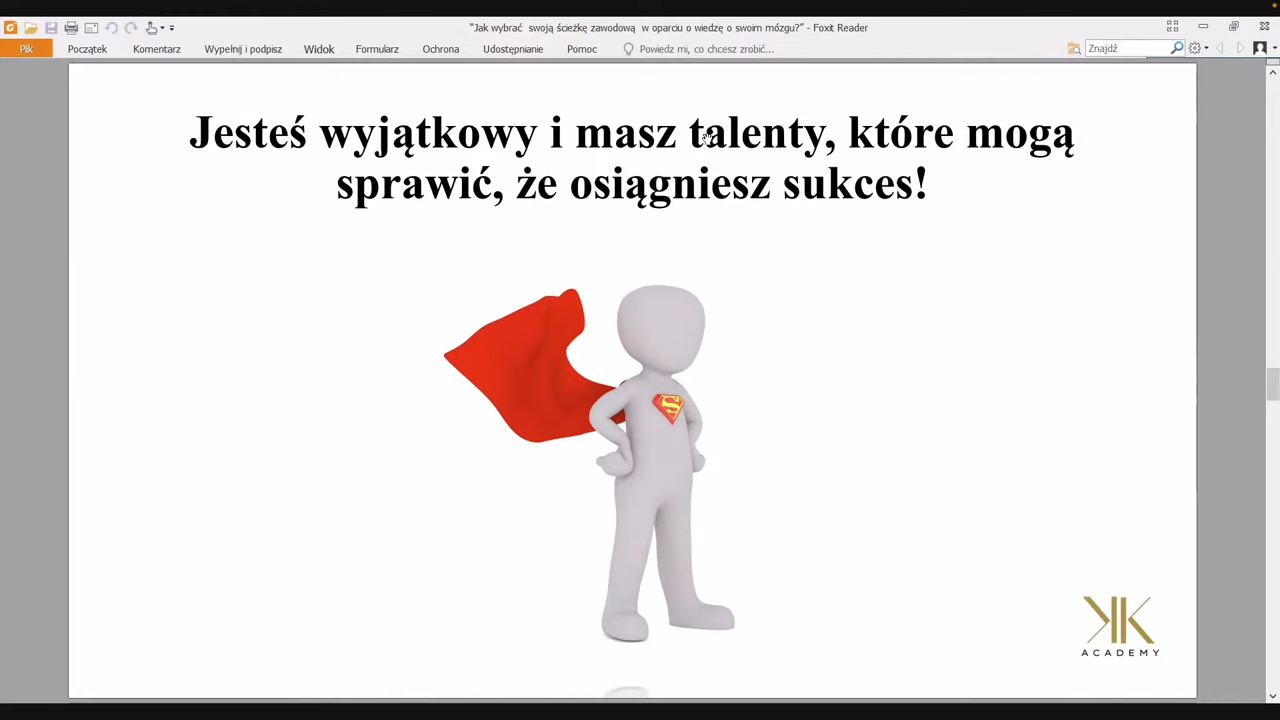 “Jak wybrać swoją ścieżkę zawodową w oparciu o wiedzę o swoim mózgu?” - Foxit Reader
Plik Początek Komentarz Wypełnij i podpisz Widok Formularz Ochrona Udostępnianie Pomoc Powiedz mi, co chcesz zrobić... Znajdź
Jesteś wyjątkowy i masz talenty, które mogą
sprawić, że osiągniesz sukces!
S
KK
ACADEMY